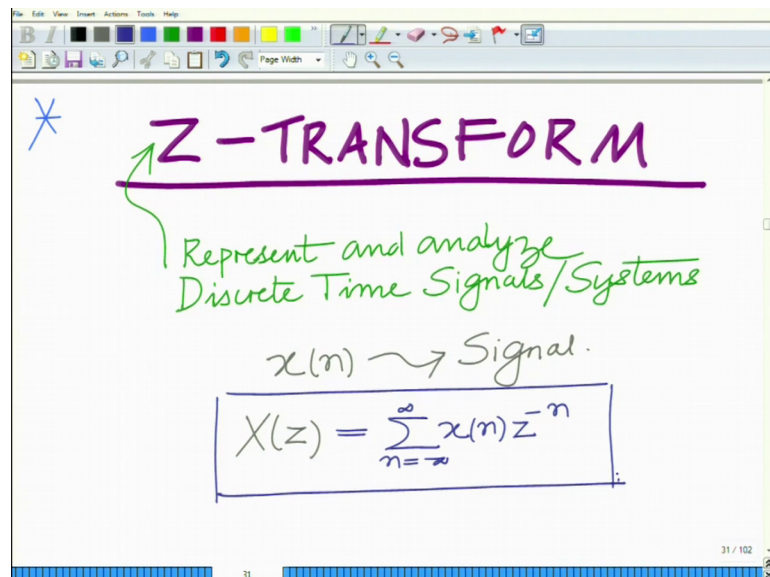 File Edit View Insert Actions Tools Help
B I
Page Width
Z-TRANSFORM
Represent and analyze
Discrete Time Signals/Systems
x(n) ⇝ Signal.
X(z) = ∑_{n=-∞}^{∞} x(n) z^{-n}
31 / 102
31